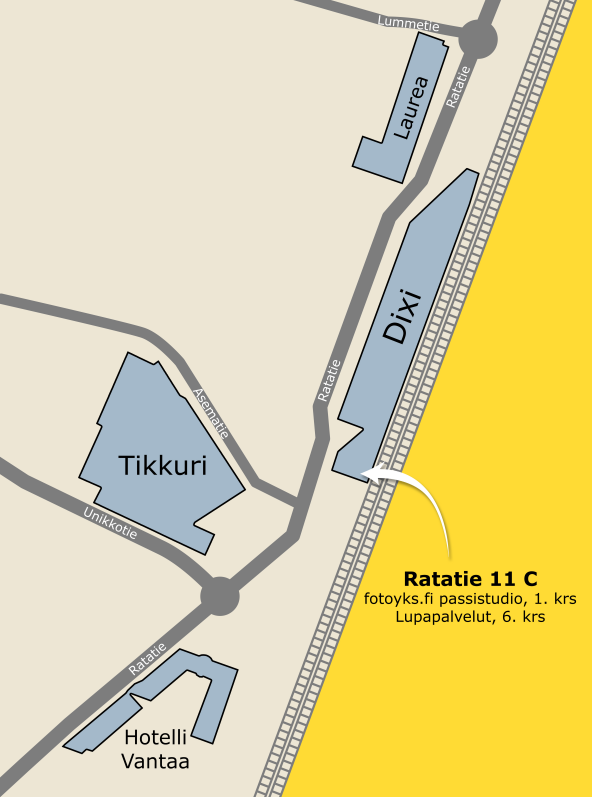 Lummetie
Ratatie
Laurea
Dixi
Ratatie
Asematie
Tikkuri
Unikkotie
Ratatie 11 C
fotoyks.fi passistudio, 1. krs
Lupapalvelut, 6. krs
Ratatie
Hotelli
Vantaa